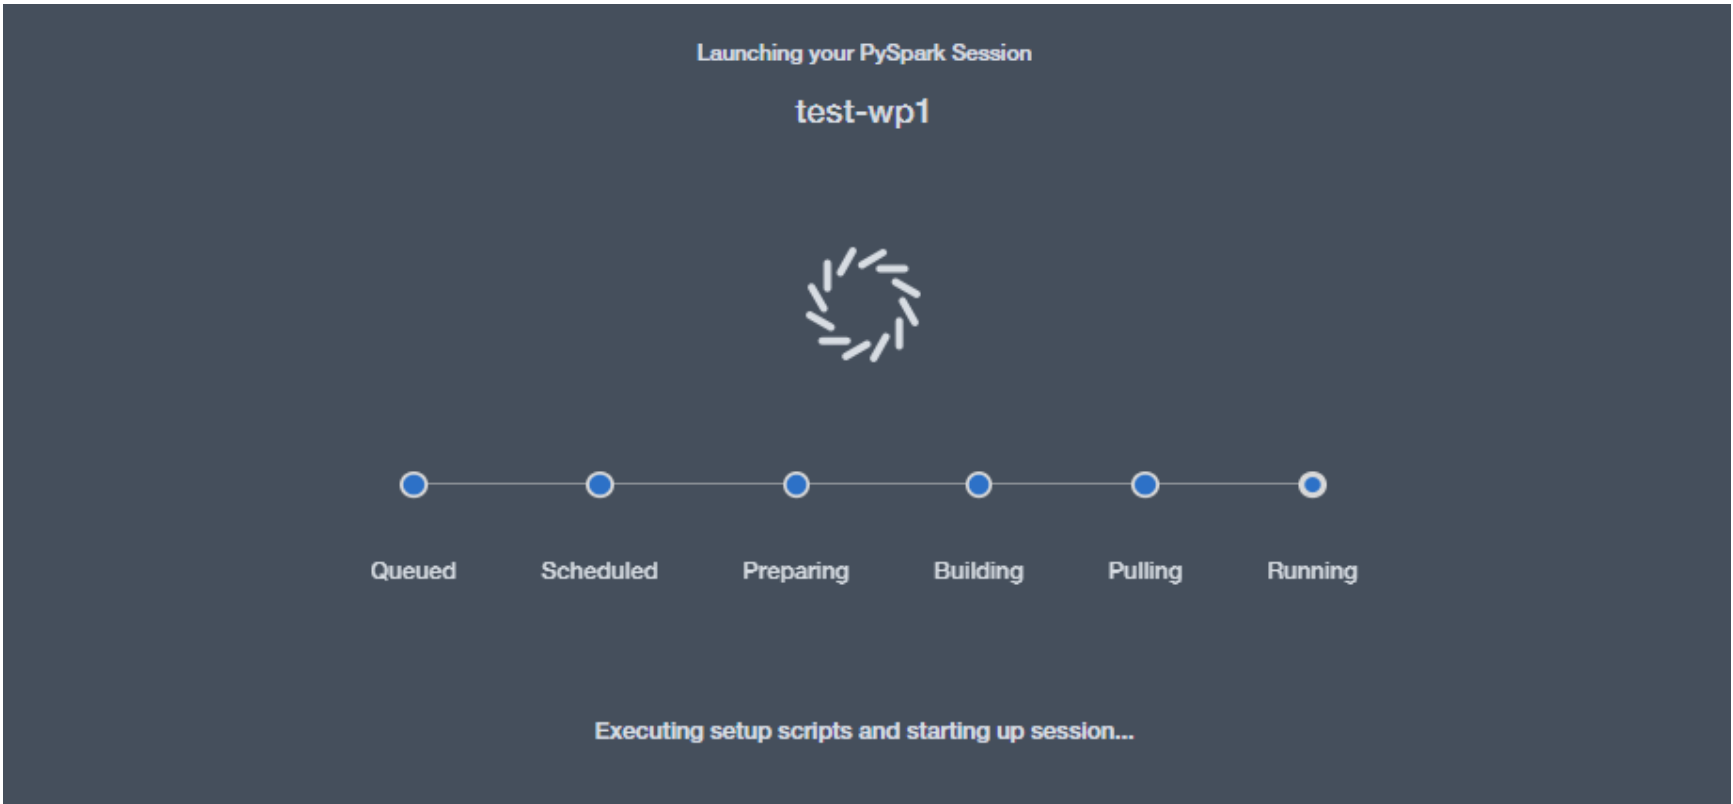 Launching your PySpark Session
test-wp1
Queued Scheduled Preparing Building Pulling Running
Executing setup scripts and starting up session...